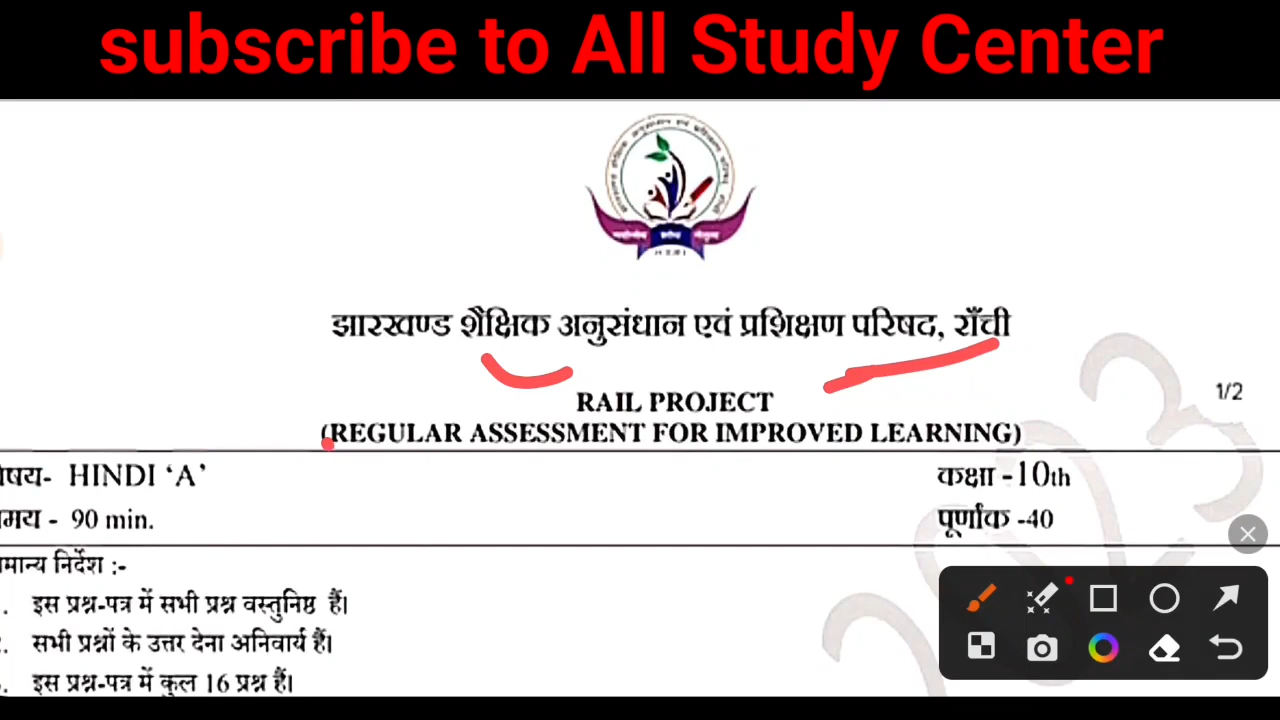 subscribe to All Study Center
झारखण्ड शैक्षिक अनुसंधान एवं प्रशिक्षण परिषद, राँची
RAIL PROJECT
1/2
(REGULAR ASSESSMENT FOR IMPROVED LEARNING)
षय- HINDI ‘A’ कक्षा -10th
मय - 90 min. पूर्णांक -40
मान्य निर्देश :-
इस प्रश्न-पत्र में सभी प्रश्न वस्तुनिष्ठ हैं।
सभी प्रश्नों के उत्तर देना अनिवार्य हैं।
इस प्रश्न-पत्र में कुल 16 प्रश्न हैं।